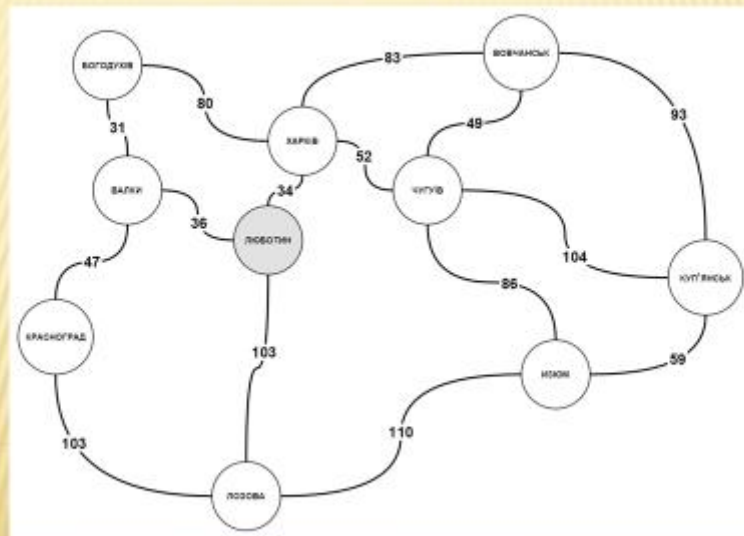 БОГОДУХІВ
ВОВЧАНСЬК
83
80
31
ХАРКІВ
49
93
52
ВАЛКИ
34
ЧУГУЇВ
36
ЛЮБОТИН
47
104
КУП'ЯНСЬК
86
КРАСНОГРАД
103
59
ИЗЮМ
110
103
ЛОЗОВА